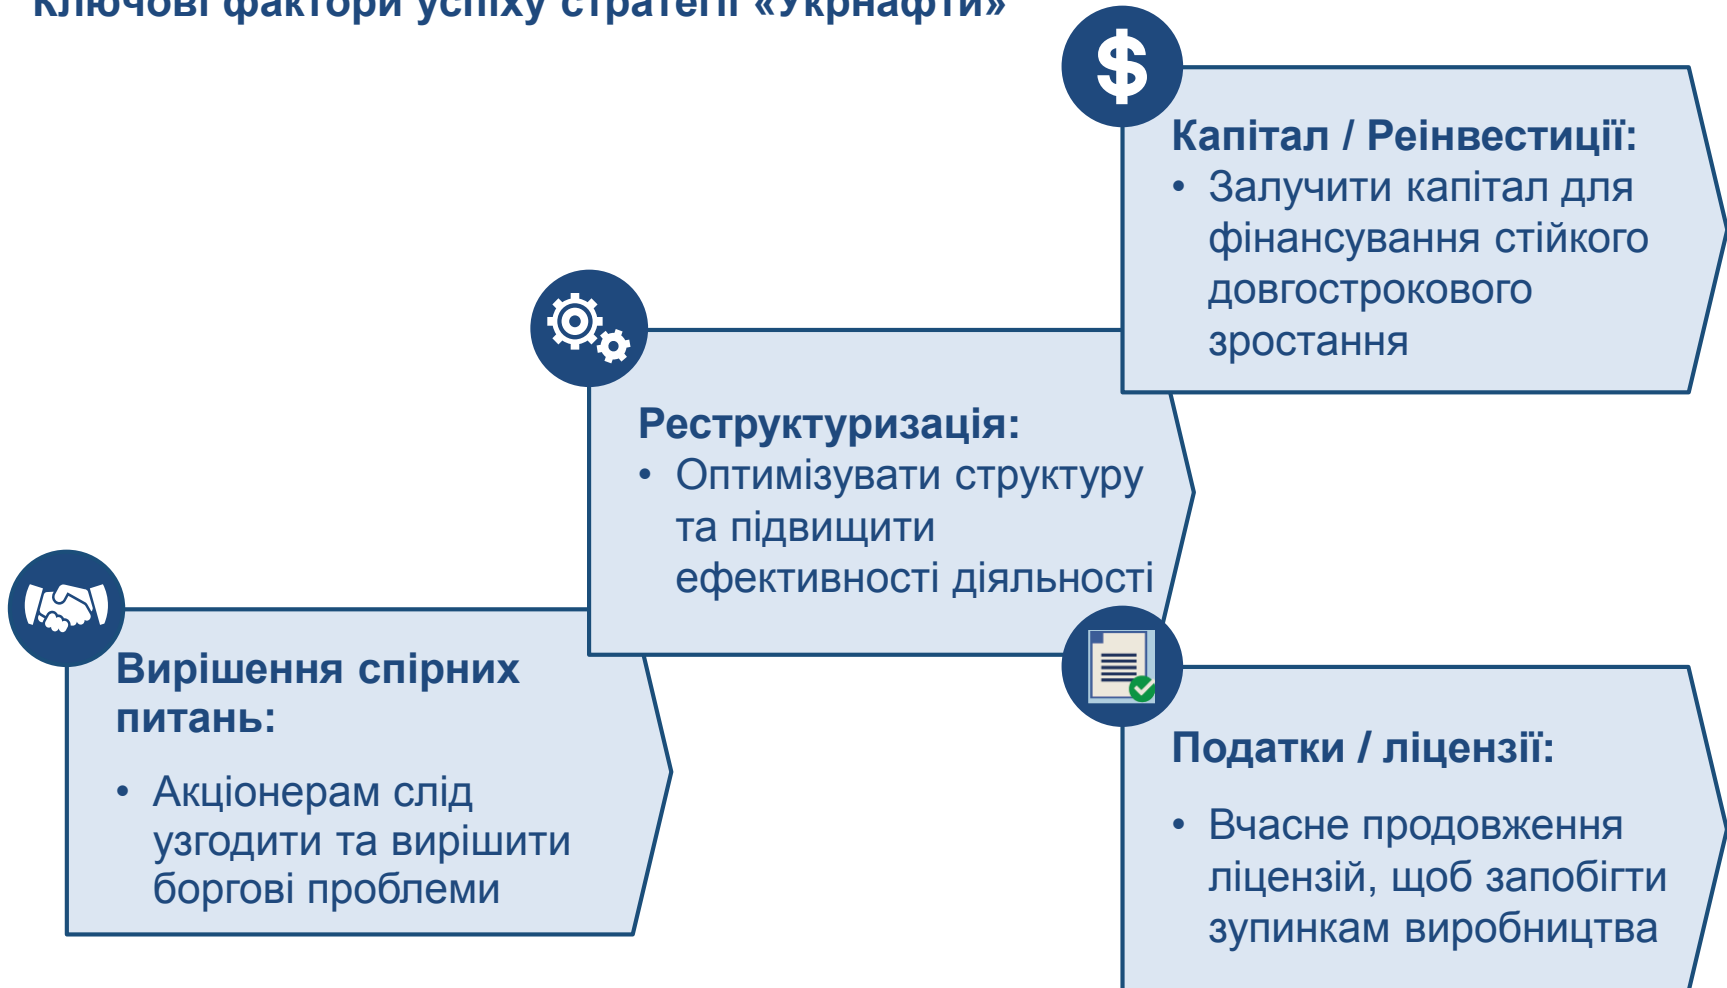 Ключові фактори успіху стратегії «Укрнафти»
Капітал / Реінвестиції:
• Залучити капітал для
фінансування стійкого
довгострокового
зростання
Реструктуризація:
• Оптимізувати структуру
та підвищити
ефективності діяльності
Вирішення спірних
питань:
• Акціонерам слід
узгодити та вирішити
боргові проблеми
Податки / ліцензії:
• Вчасне продовження
ліцензій, щоб запобігти
зупинкам виробництва